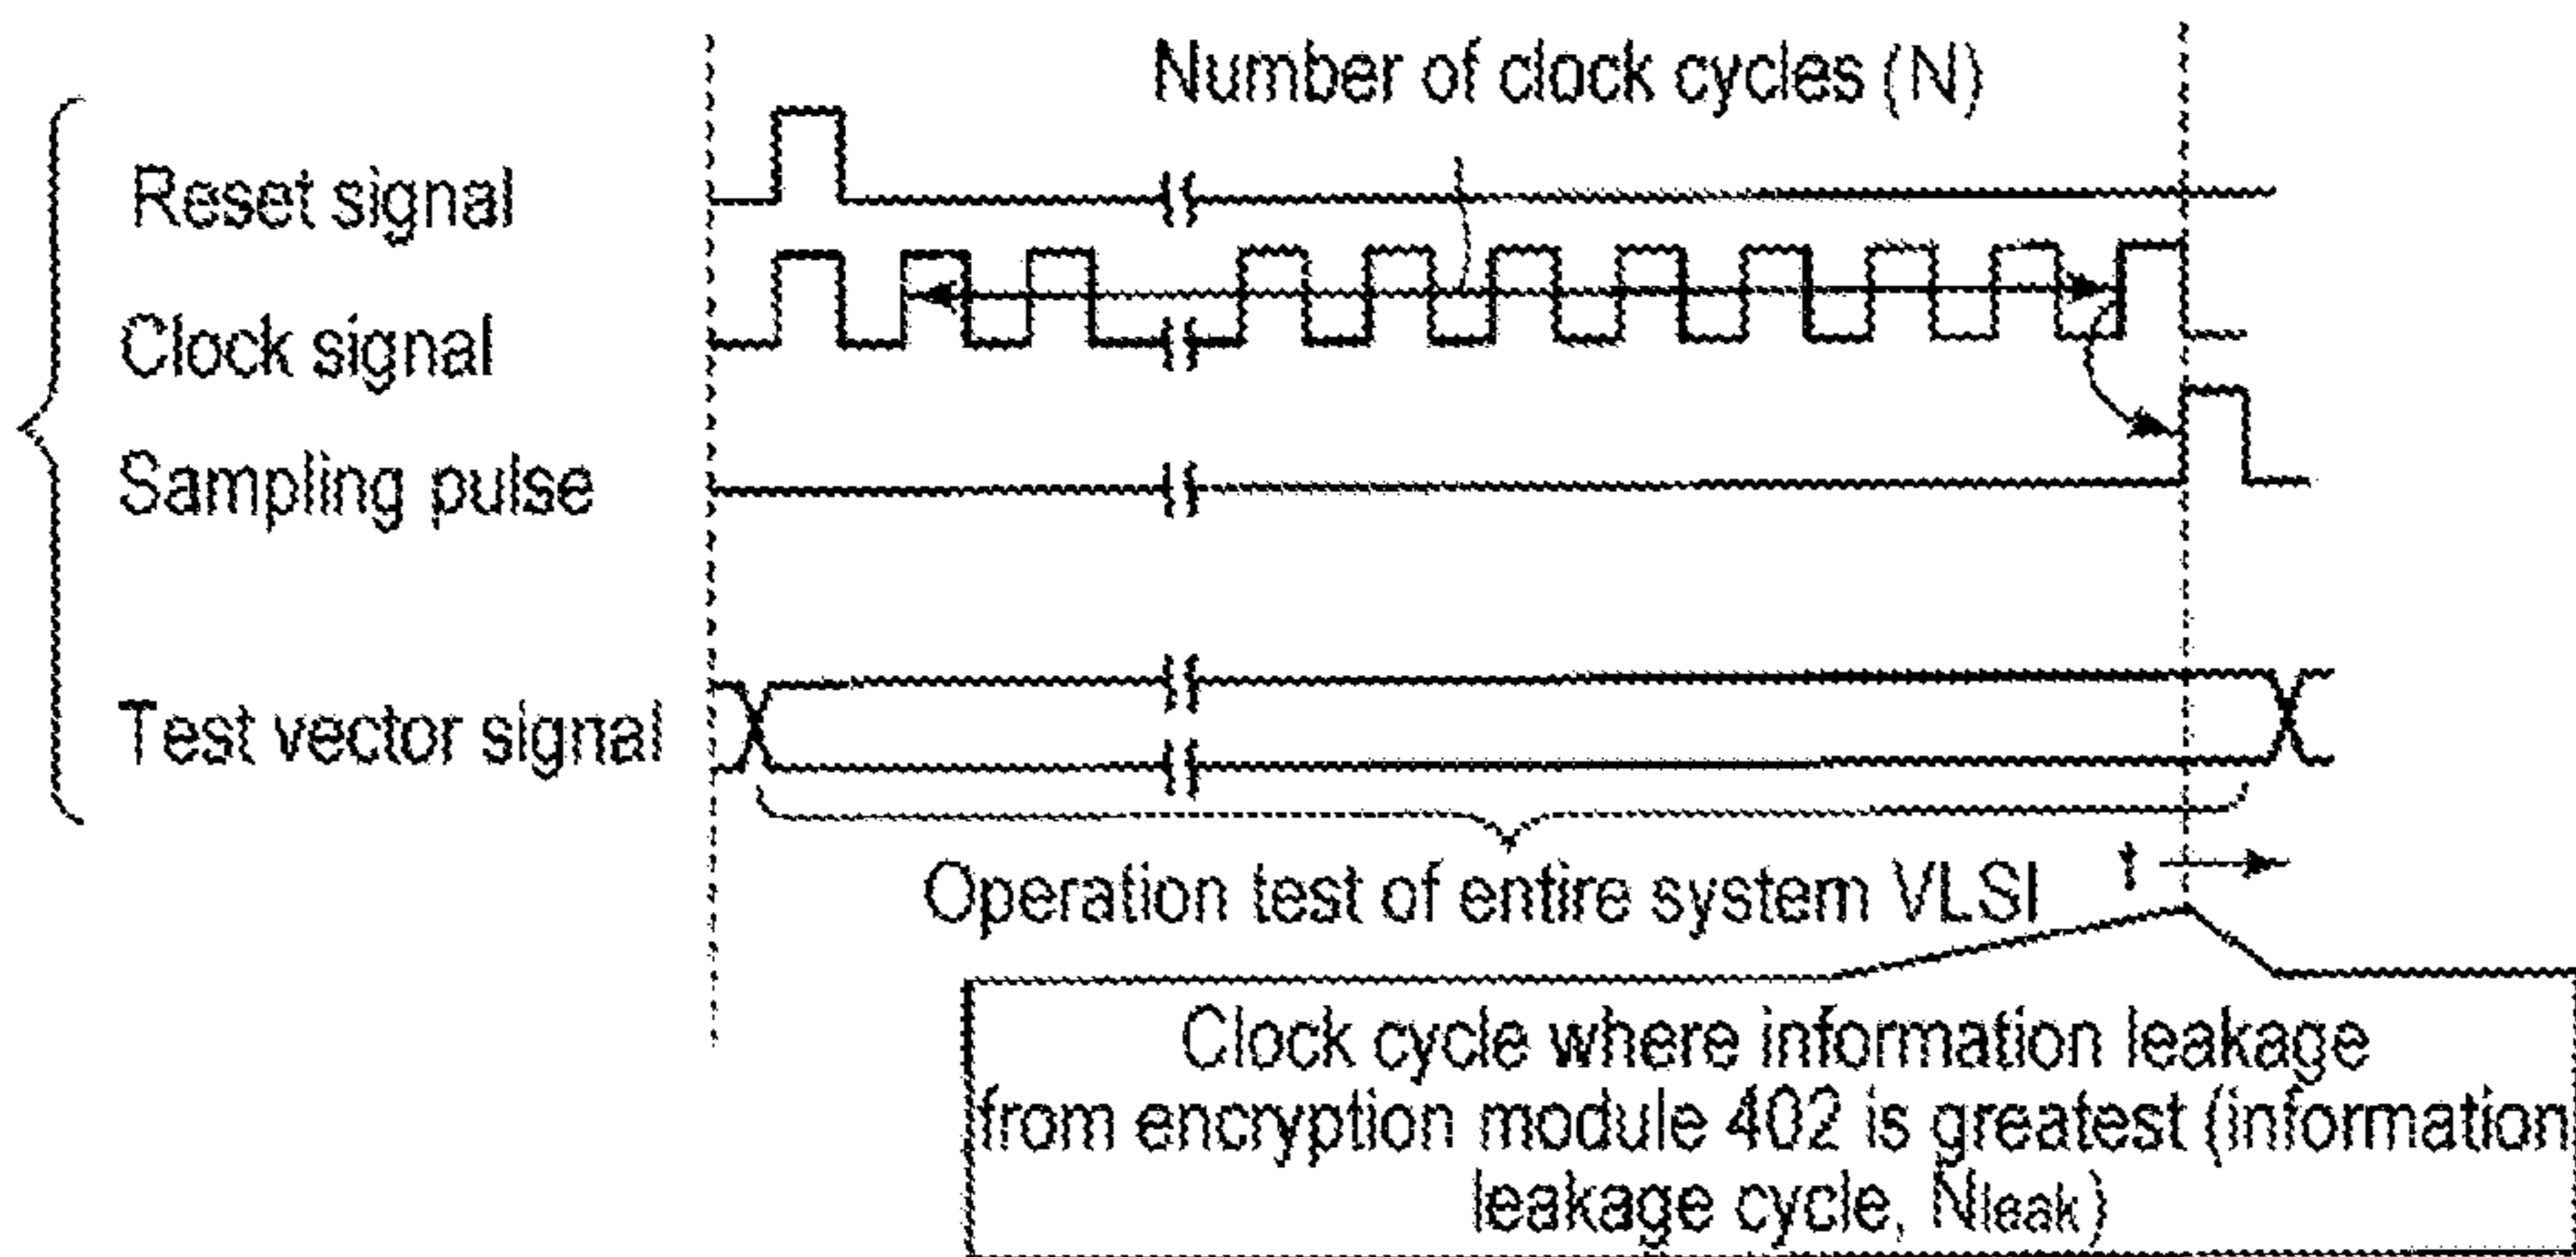 Number of clock cycles (N)
Reset signal
Clock signal
Sampling pulse
Test vector signal
Operation test of entire system VLSI
t
Clock cycle where information leakage
from encryption module 402 is greatest (information
leakage cycle, Nleak)